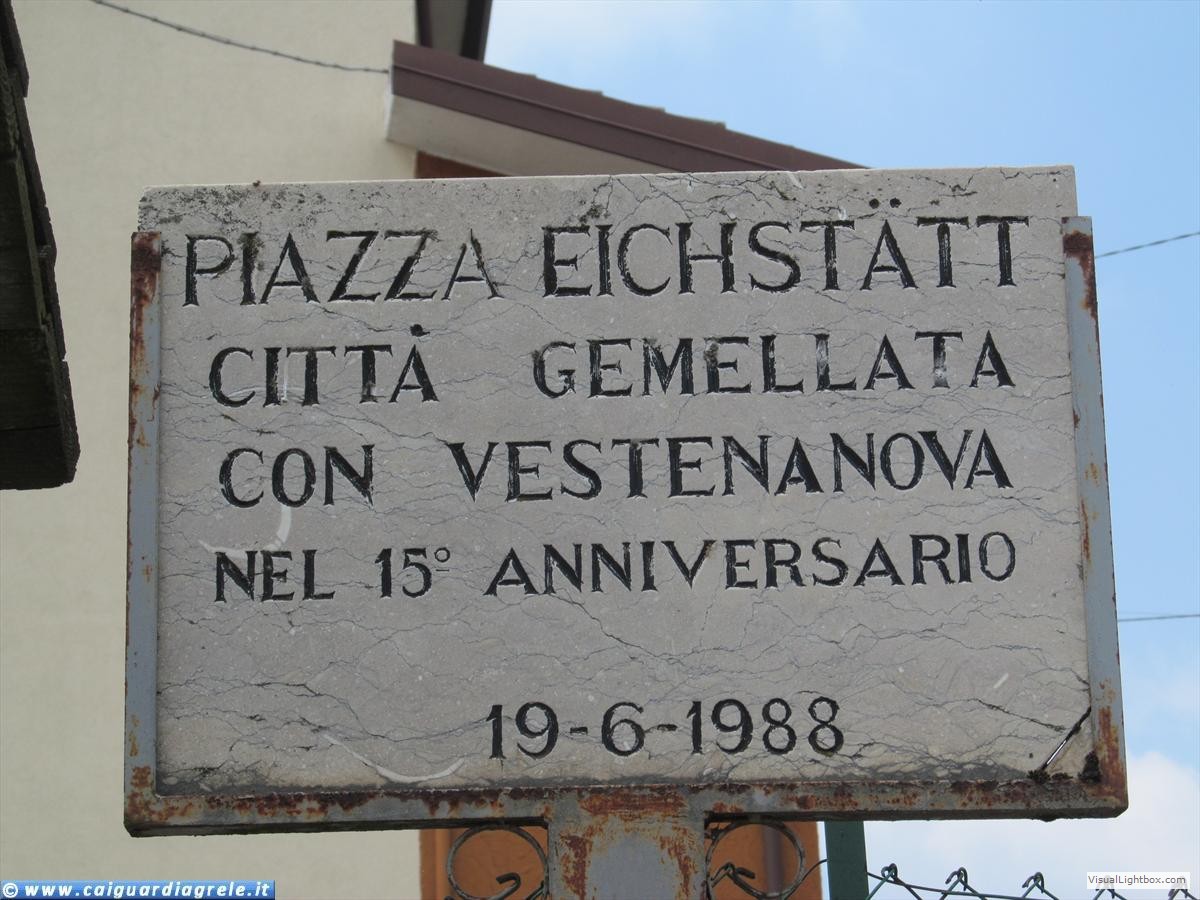 PIAZZA EICHSTÄTT
CITTÀ GEMELLATA
CON VESTENANOVA
NEL 15° ANNIVERSARIO
19-6-1988
© www.caiguardiagrele.it
VisualLightbox.com